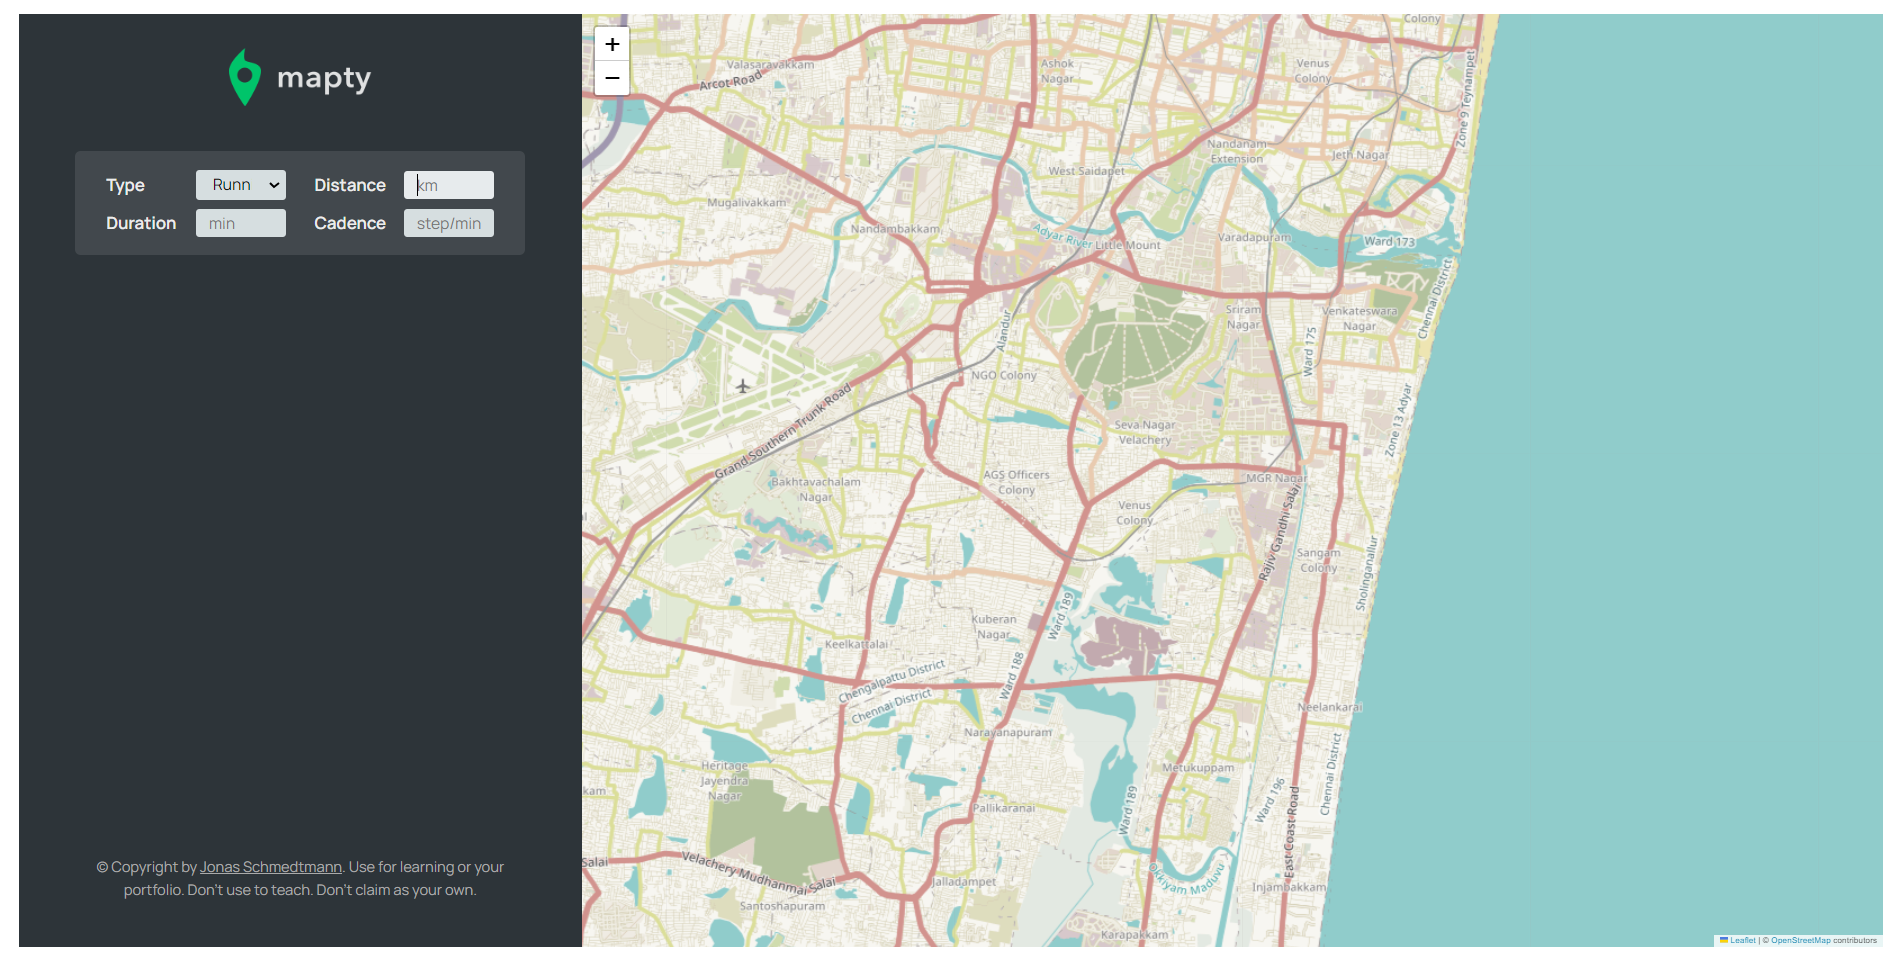 mapty
Type
Runn
Distance
km
Duration
min
Cadence
step/min
© Copyright by Jonas Schmedtmann. Use for learning or your
portfolio. Don't use to teach. Don't claim as your own.
+
−
Colony
Valasaravakkam
Arcot Road
Ashok
Nagar
Venus
Colony
Zone 9 Teynampet
Nandanam
Extension
Jeth Nagar
West Saidapet
Mugalivakkam
Nandambakkam
Adyar River
Little Mount
Varadapuram
Ward 173
Chennai District
Alandur
Sriram
Nagar
Venkateswara
Nagar
Ward 175
NGO Colony
Grand Southern Trunk Road
Seva Nagar
Velachery
Zone 13 Adyar
Bakhtavachalam
Nagar
AGS Officers
Colony
MGR Nagar
Venus
Colony
Rajiv Gandhi Salai
Sangam
Colony
Sholinganallur
Ward 189
Kuberan
Nagar
Keelkattalai
Chengalpattu District
Chennai District
Ward 188
Neelankarai
Narayanapuram
Heritage
Jayendra
Nagar
Metukuppam
Chennai District
kam
Pallikaranai
Ward 189
Ward 196
East Coast Road
Salai
Velachery Mudhanmai Salai
Jalladampet
Okkiyam Maduvu
Injambakkam
Santoshapuram
Karapakkam
Leaflet | © OpenStreetMap contributors